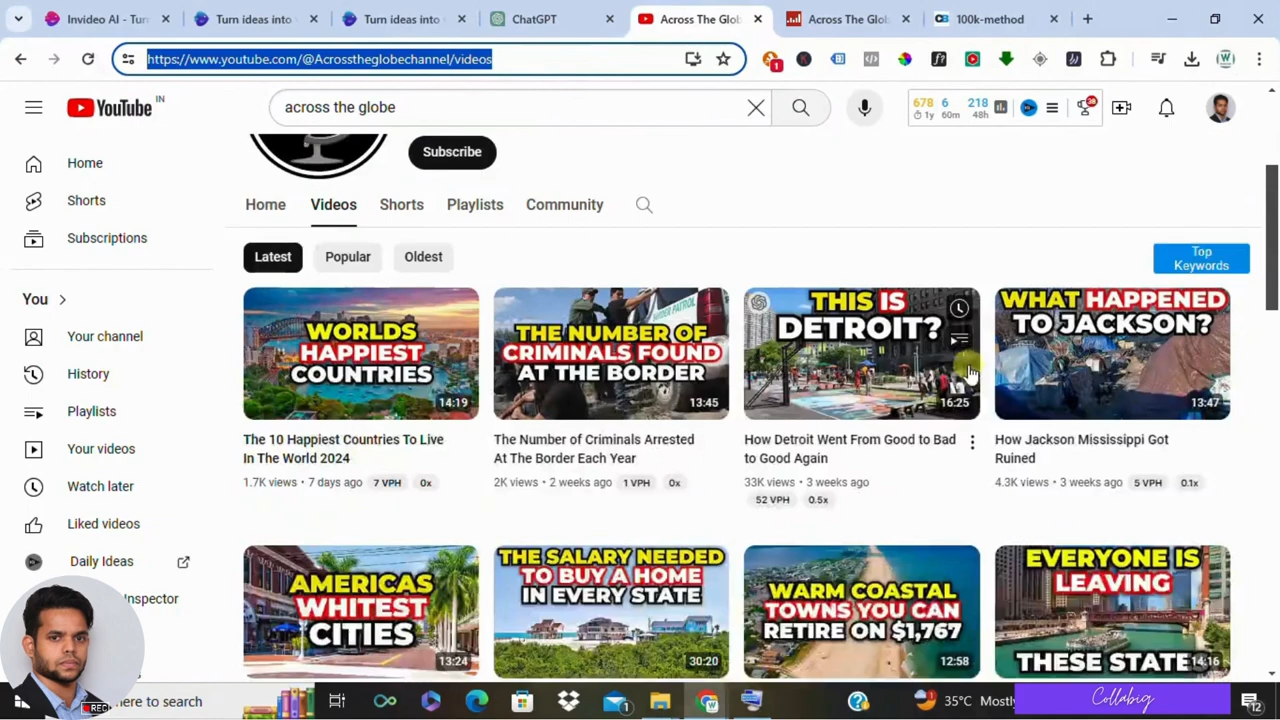 Invideo AI - Turn
Turn ideas into
Turn ideas into
ChatGPT
Across The Glob
Across The Glob
100k-method
https://www.youtube.com/@Acrosstheglobechannel/videos
1
YouTube IN
across the globe
678 6 218
1y 60m 48h
Subscribe
Home
Shorts
Subscriptions
You
Your channel
History
Playlists
Your videos
Watch later
Liked videos
Daily Ideas
Inspector
Home Videos Shorts Playlists Community
Latest Popular Oldest
Top
Keywords
WORLDS
HAPPIEST
COUNTRIES
14:19
The 10 Happiest Countries To Live
In The World 2024
1.7K views • 7 days ago 7 VPH 0x
THE NUMBER OF
CRIMINALS FOUND
AT THE BORDER
13:45
The Number of Criminals Arrested
At The Border Each Year
2K views • 2 weeks ago 1 VPH 0x
THIS IS
DETROIT?
16:25
How Detroit Went From Good to Bad
to Good Again
33K views • 3 weeks ago
52 VPH 0.5x
WHAT HAPPENED
TO JACKSON?
13:47
How Jackson Mississippi Got
Ruined
4.3K views • 3 weeks ago 5 VPH 0.1x
AMERICAS
WHITEST
CITIES
13:24
THE SALARY NEEDED
TO BUY A HOME
IN EVERY STATE
30:20
WARM COASTAL
TOWNS YOU CAN
RETIRE ON $1,767
12:58
EVERYONE IS
LEAVING
THESE STATE
14:16
REC
here to search
1
35°C Mostly
Collabig
12